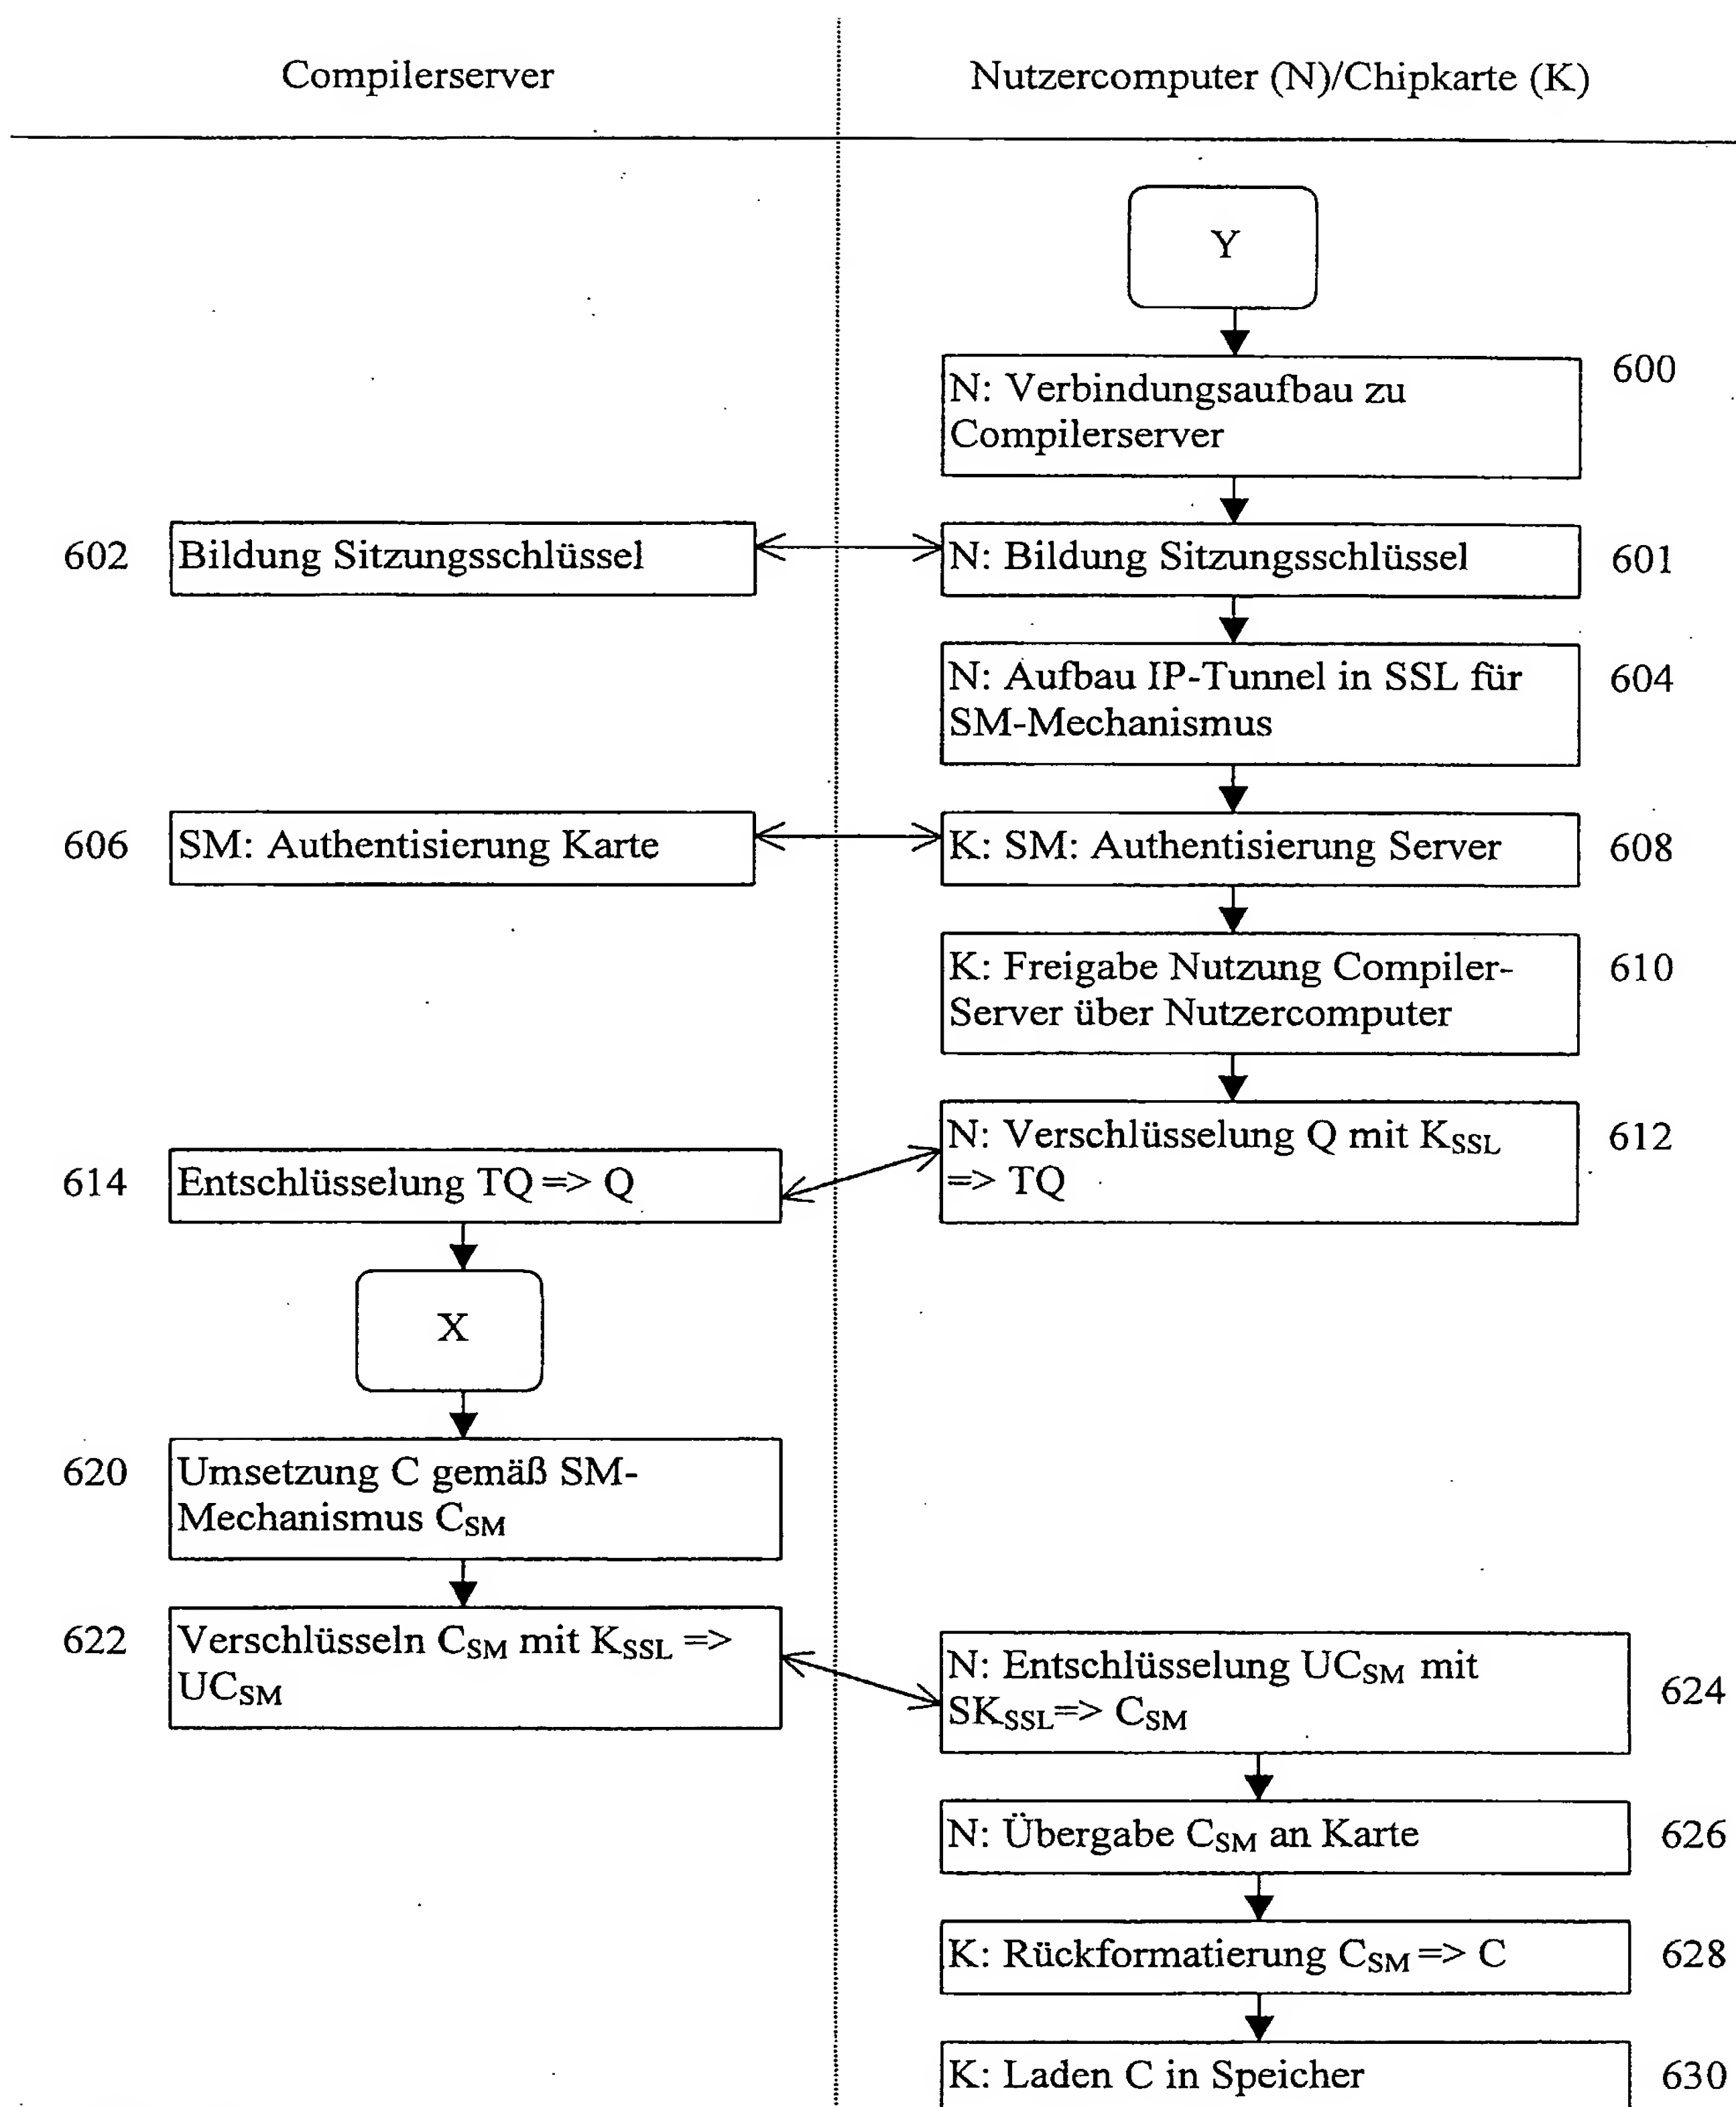 Compilerserver
Nutzercomputer (N)/Chipkarte (K)
Y
N: Verbindungsaufbau zu
Compilerserver
600
602
Bildung Sitzungsschlüssel
N: Bildung Sitzungsschlüssel
601
N: Aufbau IP-Tunnel in SSL für
SM-Mechanismus
604
606
SM: Authentisierung Karte
K: SM: Authentisierung Server
608
K: Freigabe Nutzung Compiler-
Server über Nutzercomputer
610
N: Verschlüsselung Q mit KSSL
=> TQ
612
614
Entschlüsselung TQ => Q
X
620
Umsetzung C gemäß SM-
Mechanismus CSM
622
Verschlüsseln CSM mit KSSL =>
UCSM
N: Entschlüsselung UCSM mit
SKSSL=> CSM
624
N: Übergabe CSM an Karte
626
K: Rückformatierung CSM => C
628
K: Laden C in Speicher
630